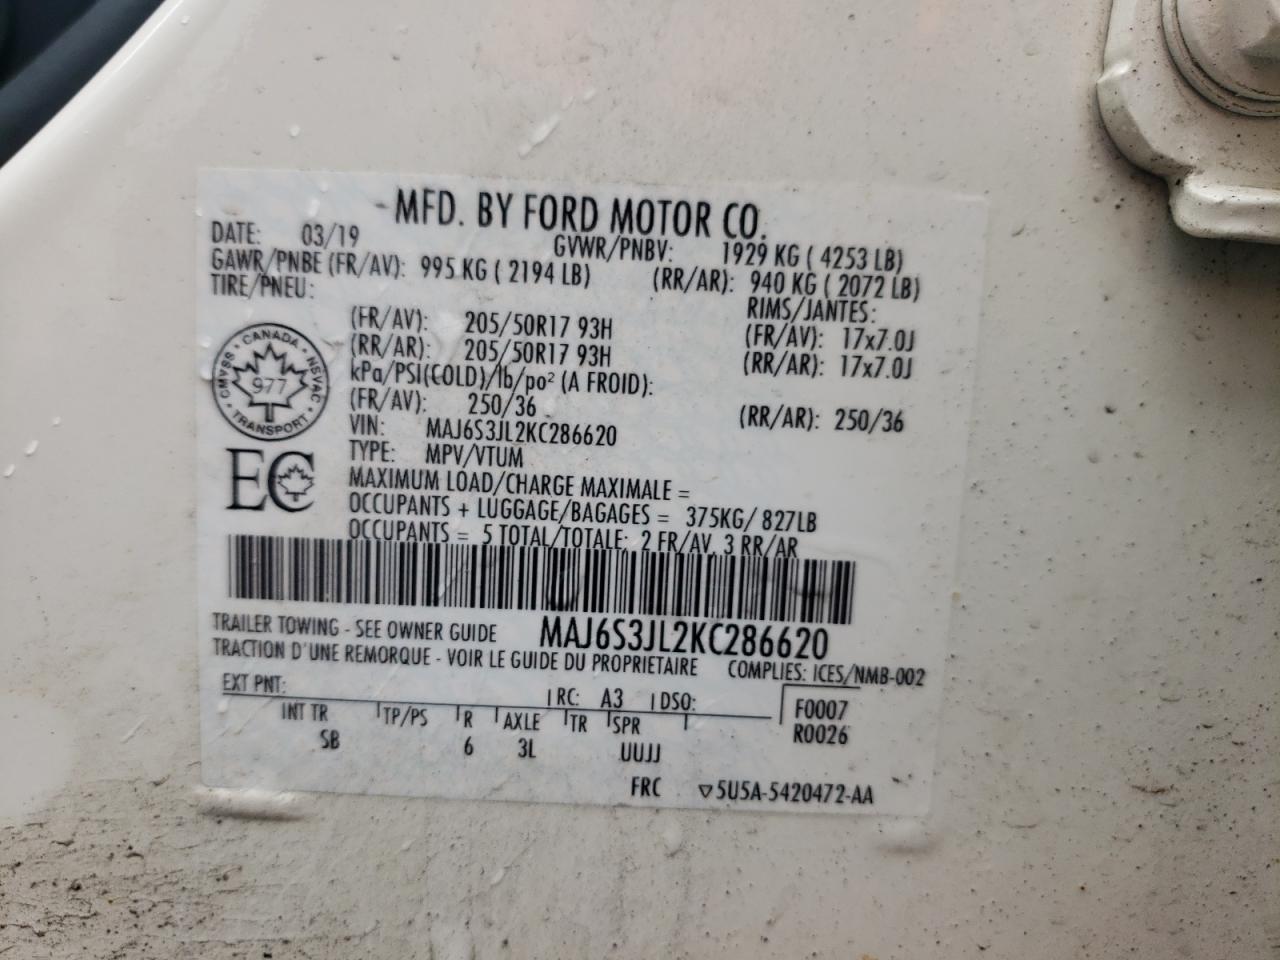 MFD. BY FORD MOTOR CO.
DATE: 03/19 GVWR/PNBV: 1929 KG ( 4253 LB)
GAWR/PNBE (FR/AV): 995 KG ( 2194 LB) (RR/AR): 940 KG ( 2072 LB)
TIRE/PNEU: RIMS/JANTES:
(FR/AV): 205/50R17 93H (FR/AV): 17x7.0J
(RR/AR): 205/50R17 93H (RR/AR): 17x7.0J
kPa/PSI(COLD)/lb/po² (A FROID):
(FR/AV): 250/36 (RR/AR): 250/36
VIN: MAJ6S3JL2KC286620
TYPE: MPV/VTUM
MAXIMUM LOAD/CHARGE MAXIMALE =
OCCUPANTS + LUGGAGE/BAGAGES = 375KG/ 827LB
OCCUPANTS = 5 TOTAL/TOTALE: 2 FR/AV, 3 RR/AR
CANADA
CMVSS NSVAC
977
TRANSPORT
EC
TRAILER TOWING - SEE OWNER GUIDE MAJ6S3JL2KC286620
TRACTION D'UNE REMORQUE - VOIR LE GUIDE DU PROPRIETAIRE COMPLIES: ICES/NMB-002
EXT PNT: RC: A3 DSO:
INT TR TP/PS R AXLE TR SPR F0007
SB 6 3L UUJJ R0026
FRC ▽5U5A-5420472-AA